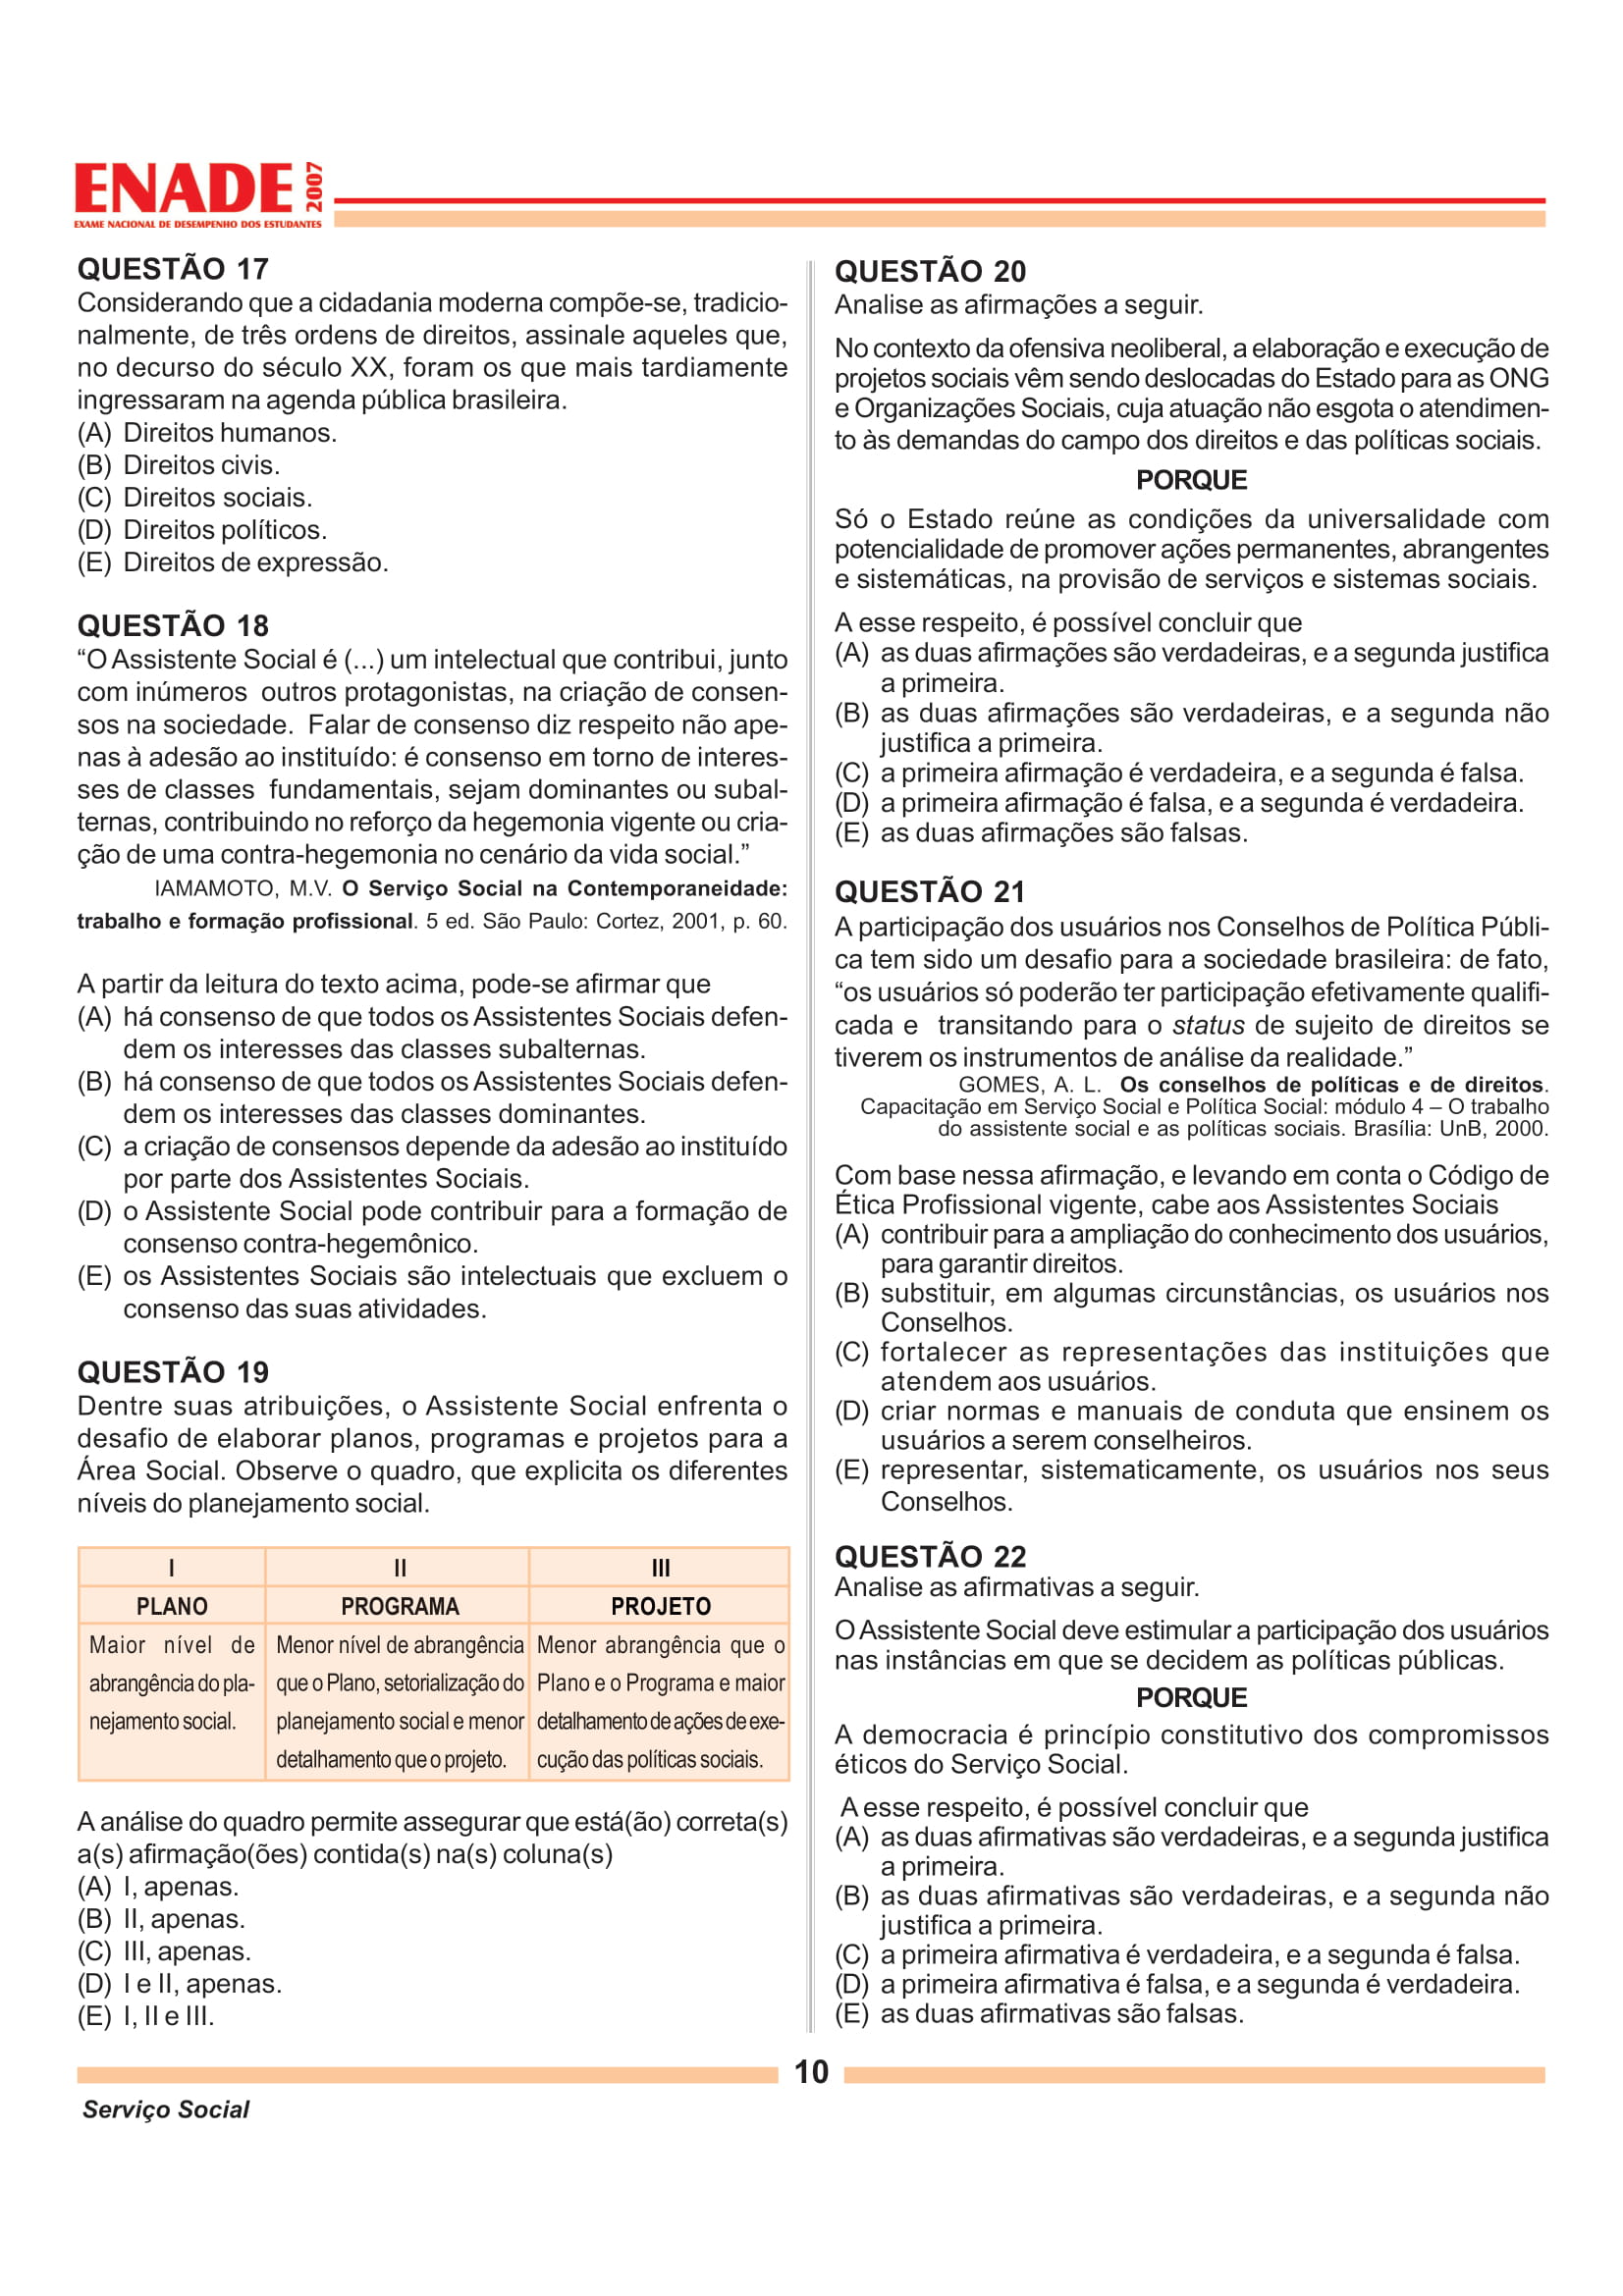 ENADE 2007
EXAME NACIONAL DE DESEMPENHO DOS ESTUDANTES
QUESTÃO 17
Considerando que a cidadania moderna compõe-se, tradicio-
nalmente, de três ordens de direitos, assinale aqueles que,
no decurso do século XX, foram os que mais tardiamente
ingressaram na agenda pública brasileira.
(A) Direitos humanos.
(B) Direitos civis.
(C) Direitos sociais.
(D) Direitos políticos.
(E) Direitos de expressão.
QUESTÃO 18
“O Assistente Social é (...) um intelectual que contribui, junto
com inúmeros outros protagonistas, na criação de consen-
sos na sociedade. Falar de consenso diz respeito não ape-
nas à adesão ao instituído: é consenso em torno de interes-
ses de classes fundamentais, sejam dominantes ou subal-
ternas, contribuindo no reforço da hegemonia vigente ou cria-
ção de uma contra-hegemonia no cenário da vida social.”
IAMAMOTO, M.V. O Serviço Social na Contemporaneidade:
trabalho e formação profissional. 5 ed. São Paulo: Cortez, 2001, p. 60.
A partir da leitura do texto acima, pode-se afirmar que
(A) há consenso de que todos os Assistentes Sociais defen-
dem os interesses das classes subalternas.
(B) há consenso de que todos os Assistentes Sociais defen-
dem os interesses das classes dominantes.
(C) a criação de consensos depende da adesão ao instituído
por parte dos Assistentes Sociais.
(D) o Assistente Social pode contribuir para a formação de
consenso contra-hegemônico.
(E) os Assistentes Sociais são intelectuais que excluem o
consenso das suas atividades.
QUESTÃO 19
Dentre suas atribuições, o Assistente Social enfrenta o
desafio de elaborar planos, programas e projetos para a
Área Social. Observe o quadro, que explicita os diferentes
níveis do planejamento social.
I II III
PLANO PROGRAMA PROJETO
Maior nível de Menor nível de abrangência Menor abrangência que o
abrangência do pla- que o Plano, setorialização do Plano e o Programa e maior
nejamento social. planejamento social e menor detalhamento de ações de exe-
detalhamento que o projeto. cução das políticas sociais.
A análise do quadro permite assegurar que está(ão) correta(s)
a(s) afirmação(ões) contida(s) na(s) coluna(s)
(A) I, apenas.
(B) II, apenas.
(C) III, apenas.
(D) I e II, apenas.
(E) I, II e III.
QUESTÃO 20
Analise as afirmações a seguir.
No contexto da ofensiva neoliberal, a elaboração e execução de
projetos sociais vêm sendo deslocadas do Estado para as ONG
e Organizações Sociais, cuja atuação não esgota o atendimen-
to às demandas do campo dos direitos e das políticas sociais.
PORQUE
Só o Estado reúne as condições da universalidade com
potencialidade de promover ações permanentes, abrangentes
e sistemáticas, na provisão de serviços e sistemas sociais.
A esse respeito, é possível concluir que
(A) as duas afirmações são verdadeiras, e a segunda justifica
a primeira.
(B) as duas afirmações são verdadeiras, e a segunda não
justifica a primeira.
(C) a primeira afirmação é verdadeira, e a segunda é falsa.
(D) a primeira afirmação é falsa, e a segunda é verdadeira.
(E) as duas afirmações são falsas.
QUESTÃO 21
A participação dos usuários nos Conselhos de Política Públi-
ca tem sido um desafio para a sociedade brasileira: de fato,
“os usuários só poderão ter participação efetivamente qualifi-
cada e transitando para o status de sujeito de direitos se
tiverem os instrumentos de análise da realidade.”
GOMES, A. L. Os conselhos de políticas e de direitos.
Capacitação em Serviço Social e Política Social: módulo 4 – O trabalho
do assistente social e as políticas sociais. Brasília: UnB, 2000.
Com base nessa afirmação, e levando em conta o Código de
Ética Profissional vigente, cabe aos Assistentes Sociais
(A) contribuir para a ampliação do conhecimento dos usuários,
para garantir direitos.
(B) substituir, em algumas circunstâncias, os usuários nos
Conselhos.
(C) fortalecer as representações das instituições que
atendem aos usuários.
(D) criar normas e manuais de conduta que ensinem os
usuários a serem conselheiros.
(E) representar, sistematicamente, os usuários nos seus
Conselhos.
QUESTÃO 22
Analise as afirmativas a seguir.
O Assistente Social deve estimular a participação dos usuários
nas instâncias em que se decidem as políticas públicas.
PORQUE
A democracia é princípio constitutivo dos compromissos
éticos do Serviço Social.
A esse respeito, é possível concluir que
(A) as duas afirmativas são verdadeiras, e a segunda justifica
a primeira.
(B) as duas afirmativas são verdadeiras, e a segunda não
justifica a primeira.
(C) a primeira afirmativa é verdadeira, e a segunda é falsa.
(D) a primeira afirmativa é falsa, e a segunda é verdadeira.
(E) as duas afirmativas são falsas.
10
Serviço Social